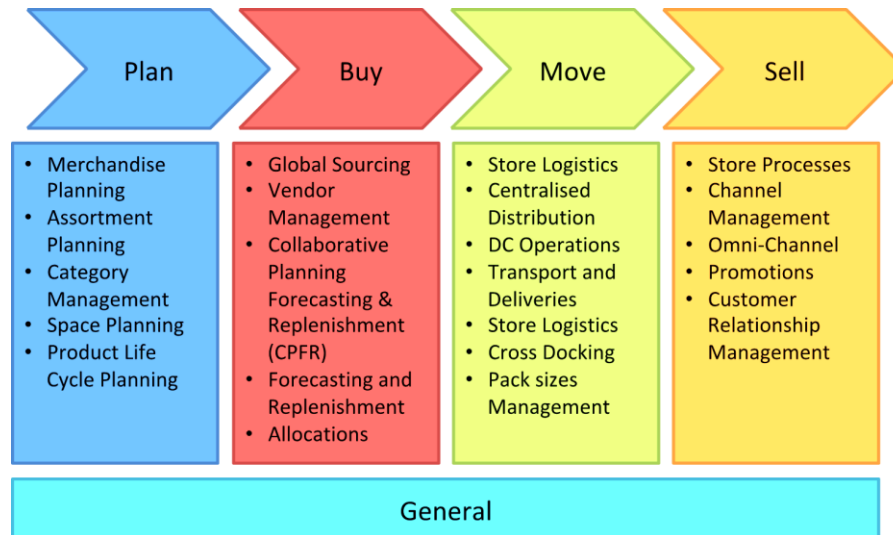 Plan
Buy
Move
Sell
• Merchandise
Planning
• Assortment
Planning
• Category
Management
• Space Planning
• Product Life
Cycle Planning
• Global Sourcing
• Vendor
Management
• Collaborative
Planning
Forecasting &
Replenishment
(CPFR)
• Forecasting and
Replenishment
• Allocations
• Store Logistics
• Centralised
Distribution
• DC Operations
• Transport and
Deliveries
• Store Logistics
• Cross Docking
• Pack sizes
Management
• Store Processes
• Channel
Management
• Omni-Channel
• Promotions
• Customer
Relationship
Management
General